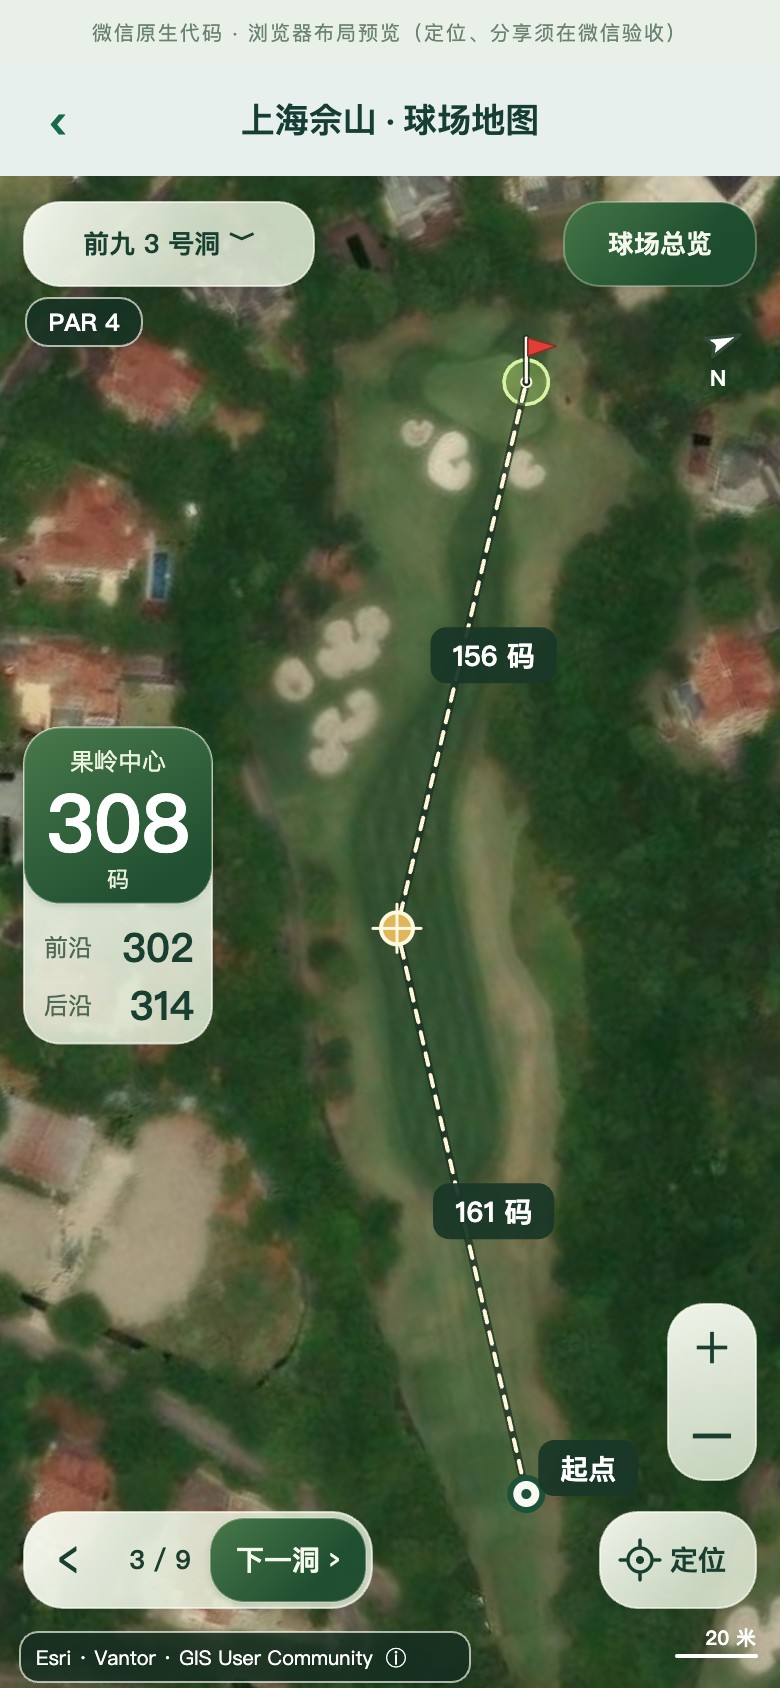 微信原生代码 · 浏览器布局预览（定位、分享须在微信验收）
‹ 上海佘山 · 球场地图
前九 3 号洞
球场总览
PAR 4
N
156 码
果岭中心
308
码
前沿 302
后沿 314
161 码
+
—
起点
< 3 / 9 下一洞 ›
定位
20 米
Esri · Vantor · GIS User Community ⓘ